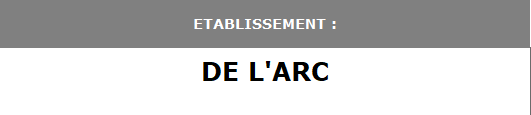 ETABLISSEMENT :
DE L'ARC